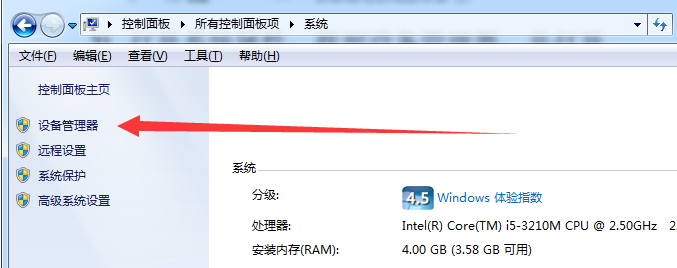 控制面板 ▸ 所有控制面板项 ▸ 系统
文件(F) 编辑(E) 查看(V) 工具(T) 帮助(H)
控制面板主页
设备管理器
远程设置
系统保护
高级系统设置
系统
分级:
4.5 Windows 体验指数
处理器:
Intel(R) Core(TM) i5-3210M CPU @ 2.50GHz
安装内存(RAM):
4.00 GB (3.58 GB 可用)